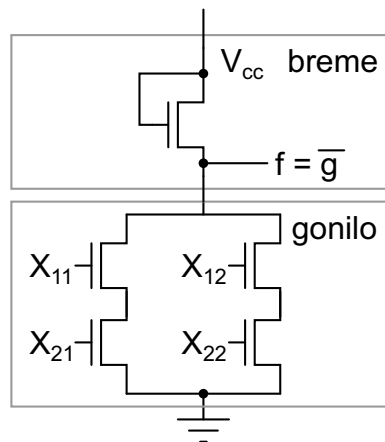 V_cc breme
f = g̅
gonilo
X_11 X_12
X_21 X_22